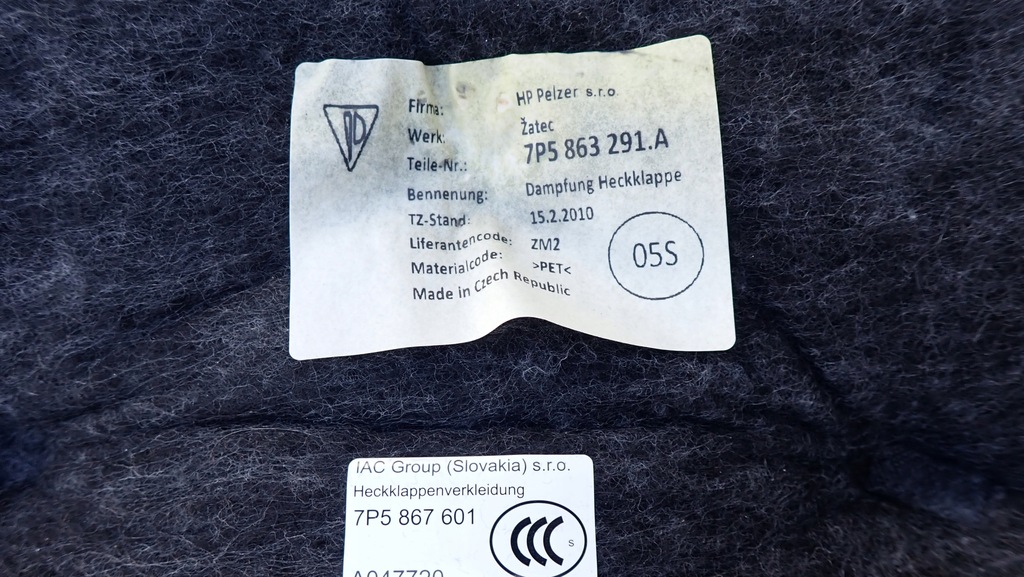 Firma: HP Pelzer s.r.o.
Werk: Žatec
Teile-Nr.: 7P5 863 291.A
Bennenung: Dampfung Heckklappe
TZ-Stand: 15.2.2010
Liferantencode: ZM2
Materialcode: >PET<
Made in Czech Republic
05S
IAC Group (Slovakia) s.r.o.
Heckklappenverkleidung
7P5 867 601
CCC S